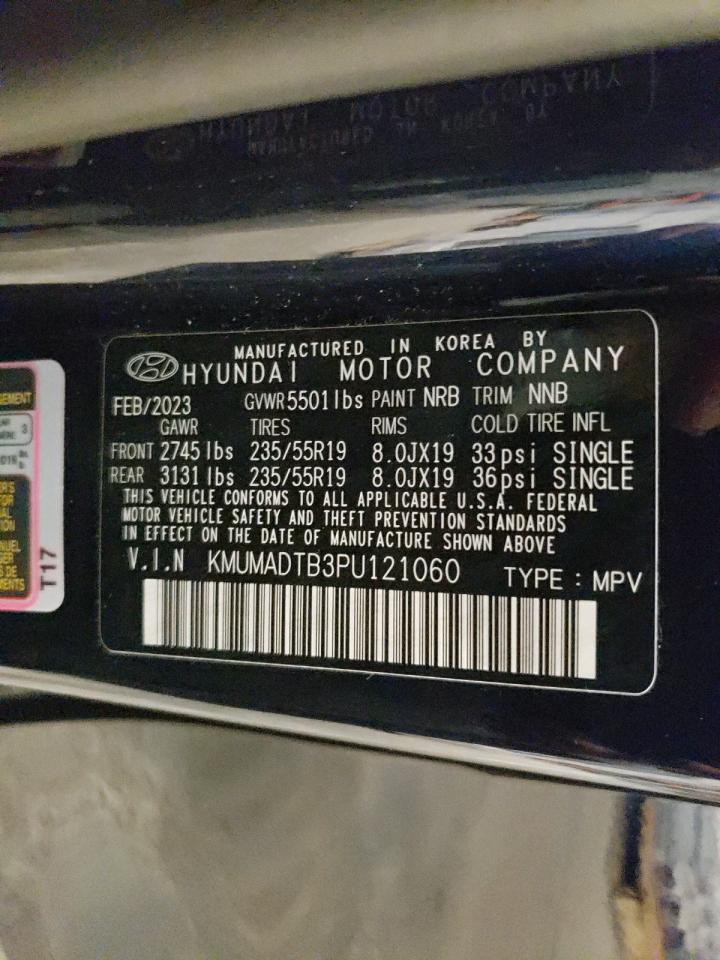 MANUFACTURED IN KOREA BY
HYUNDAI MOTOR COMPANY
FEB/2023 GVWR 5501 lbs PAINT NRB TRIM NNB
GAWR TIRES RIMS COLD TIRE INFL
FRONT 2745 lbs 235/55R19 8.0JX19 33psi SINGLE
REAR 3131 lbs 235/55R19 8.0JX19 36psi SINGLE
THIS VEHICLE CONFORMS TO ALL APPLICABLE U.S.A. FEDERAL
MOTOR VEHICLE SAFETY AND THEFT PREVENTION STANDARDS
IN EFFECT ON THE DATE OF MANUFACTURE SHOWN ABOVE
V.I.N KMUMADTB3PU121060 TYPE : MPV
T17